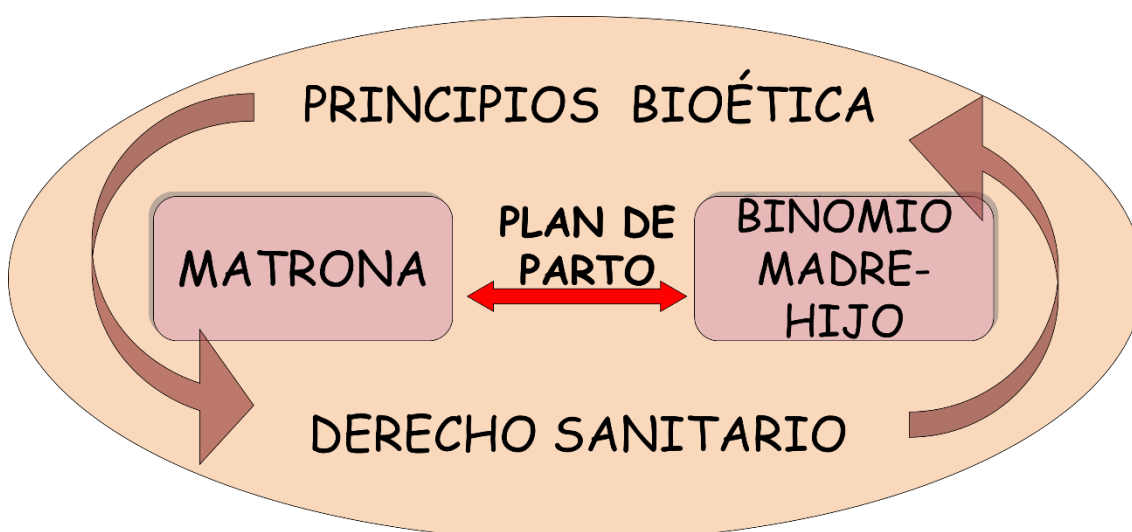 PRINCIPIOS BIOÉTICA
MATRONA
PLAN DE
PARTO
BINOMIO
MADRE-
HIJO
DERECHO SANITARIO